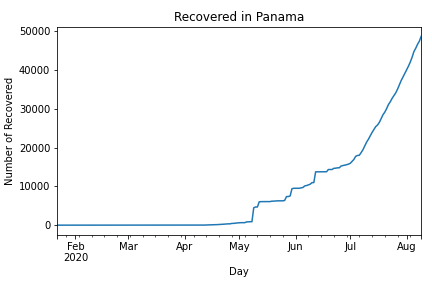 Recovered in Panama
Number of Recovered
50000
40000
30000
20000
10000
0
Feb Mar Apr May Jun Jul Aug
2020
Day